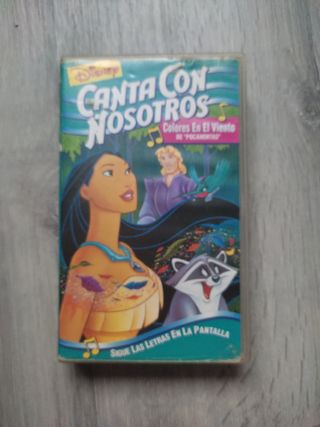 Disney
CANTA CON
NOSOTROS
Colores En El Viento
DE "POCAHONTAS"
SIGUE LAS LETRAS EN LA PANTALLA